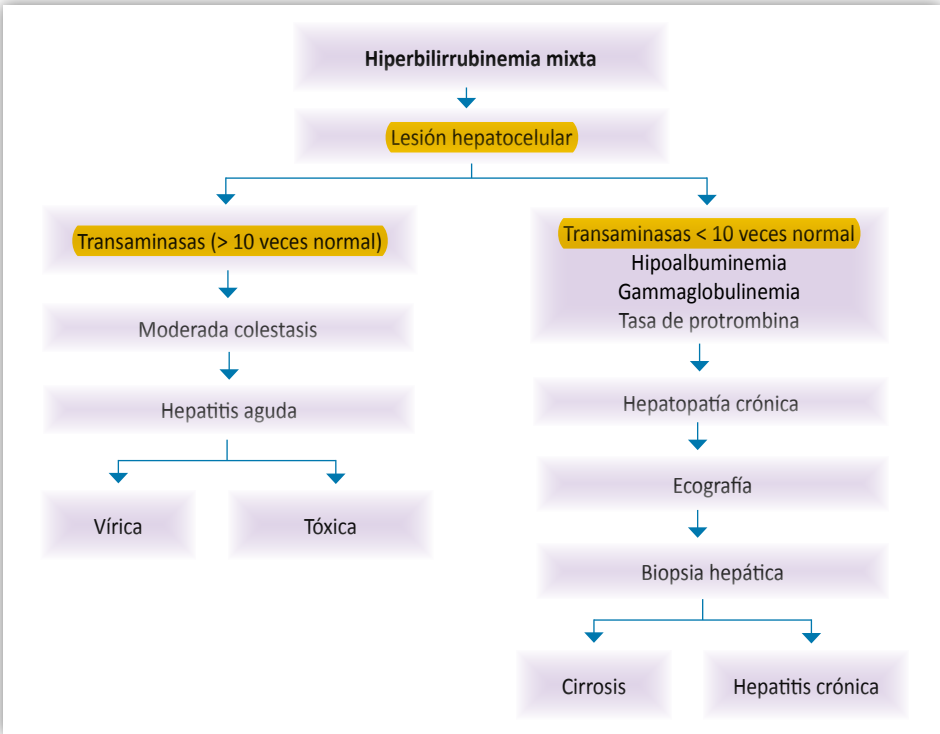 Hiperbilirrubinemia mixta
Lesión hepatocelular
Transaminasas (> 10 veces normal)
Moderada colestasis
Hepatitis aguda
Vírica
Tóxica
Transaminasas < 10 veces normal
Hipoalbuminemia
Gammaglobulinemia
Tasa de protrombina
Hepatopatía crónica
Ecografía
Biopsia hepática
Cirrosis
Hepatitis crónica